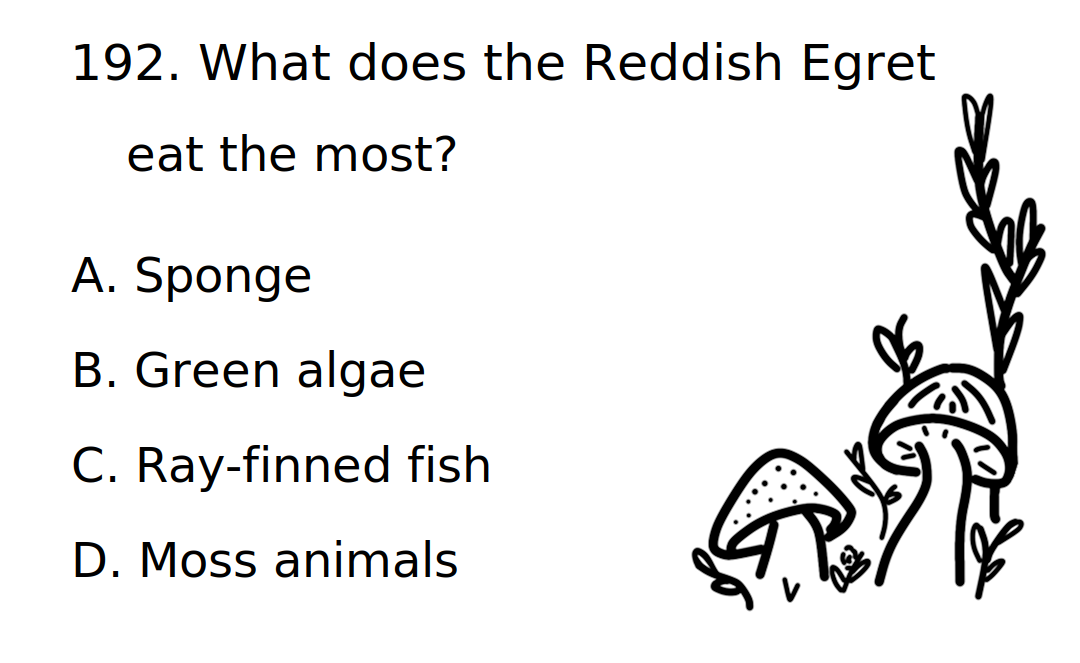 192. What does the Reddish Egret
eat the most?
A. Sponge
B. Green algae
C. Ray-finned fish
D. Moss animals